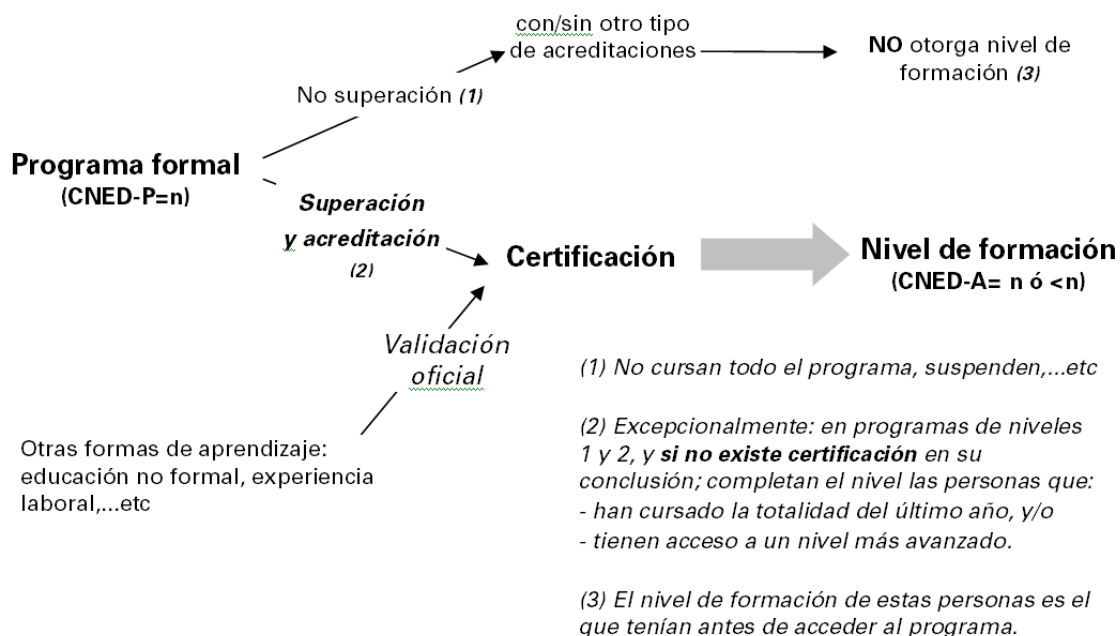 con/sin otro tipo
de acreditaciones
NO otorga nivel de
formación (3)
No superación (1)
Programa formal
(CNED-P=n)
Superación
y acreditación
(2)
Certificación
Nivel de formación
(CNED-A= n ó <n)
Validación
oficial
Otras formas de aprendizaje:
educación no formal, experiencia
laboral,...etc
(1) No cursan todo el programa, suspenden,...etc
(2) Excepcionalmente: en programas de niveles
1 y 2, y si no existe certificación en su
conclusión; completan el nivel las personas que:
- han cursado la totalidad del último año, y/o
- tienen acceso a un nivel más avanzado.
(3) El nivel de formación de estas personas es el
que tenían antes de acceder al programa.